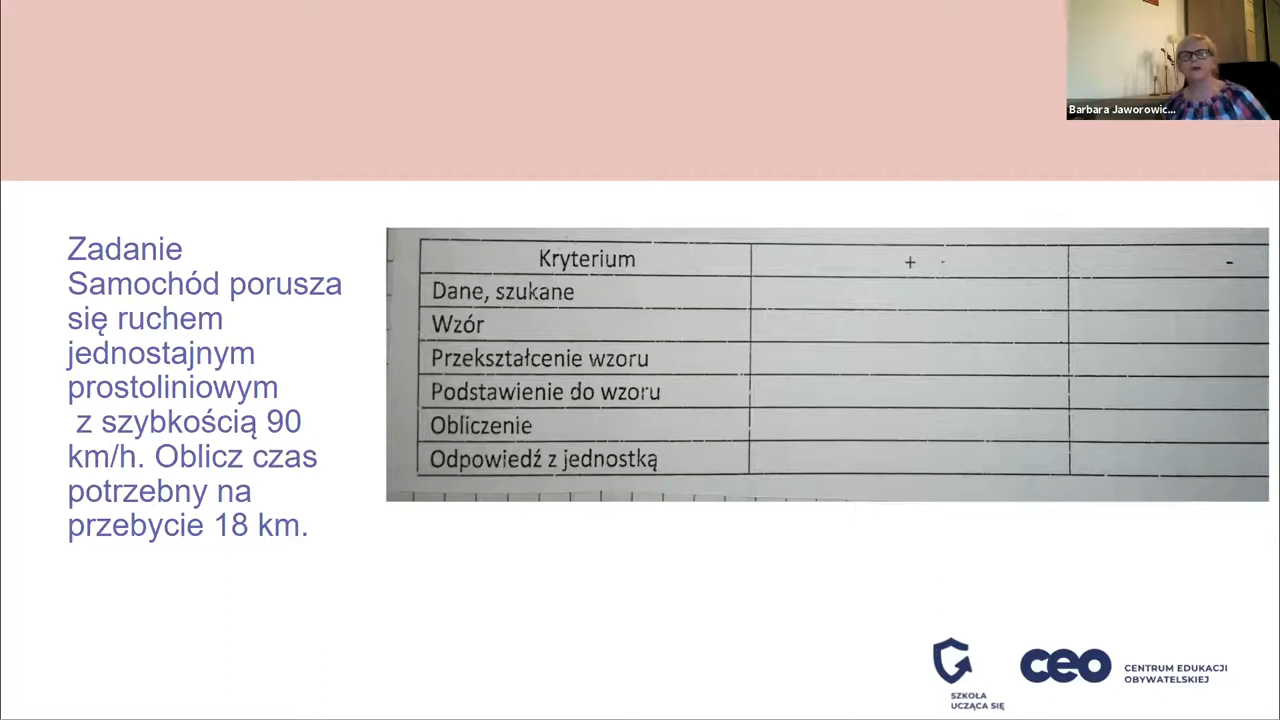 Barbara Jaworowic...
Zadanie
Samochód porusza
się ruchem
jednostajnym
prostoliniowym
z szybkością 90
km/h. Oblicz czas
potrzebny na
przebycie 18 km.
Kryterium + -
Dane, szukane
Wzór
Przekształcenie wzoru
Podstawienie do wzoru
Obliczenie
Odpowiedź z jednostką
SZKOŁA
UCZĄCA SIĘ
ceo
CENTRUM EDUKACJI
OBYWATELSKIEJ